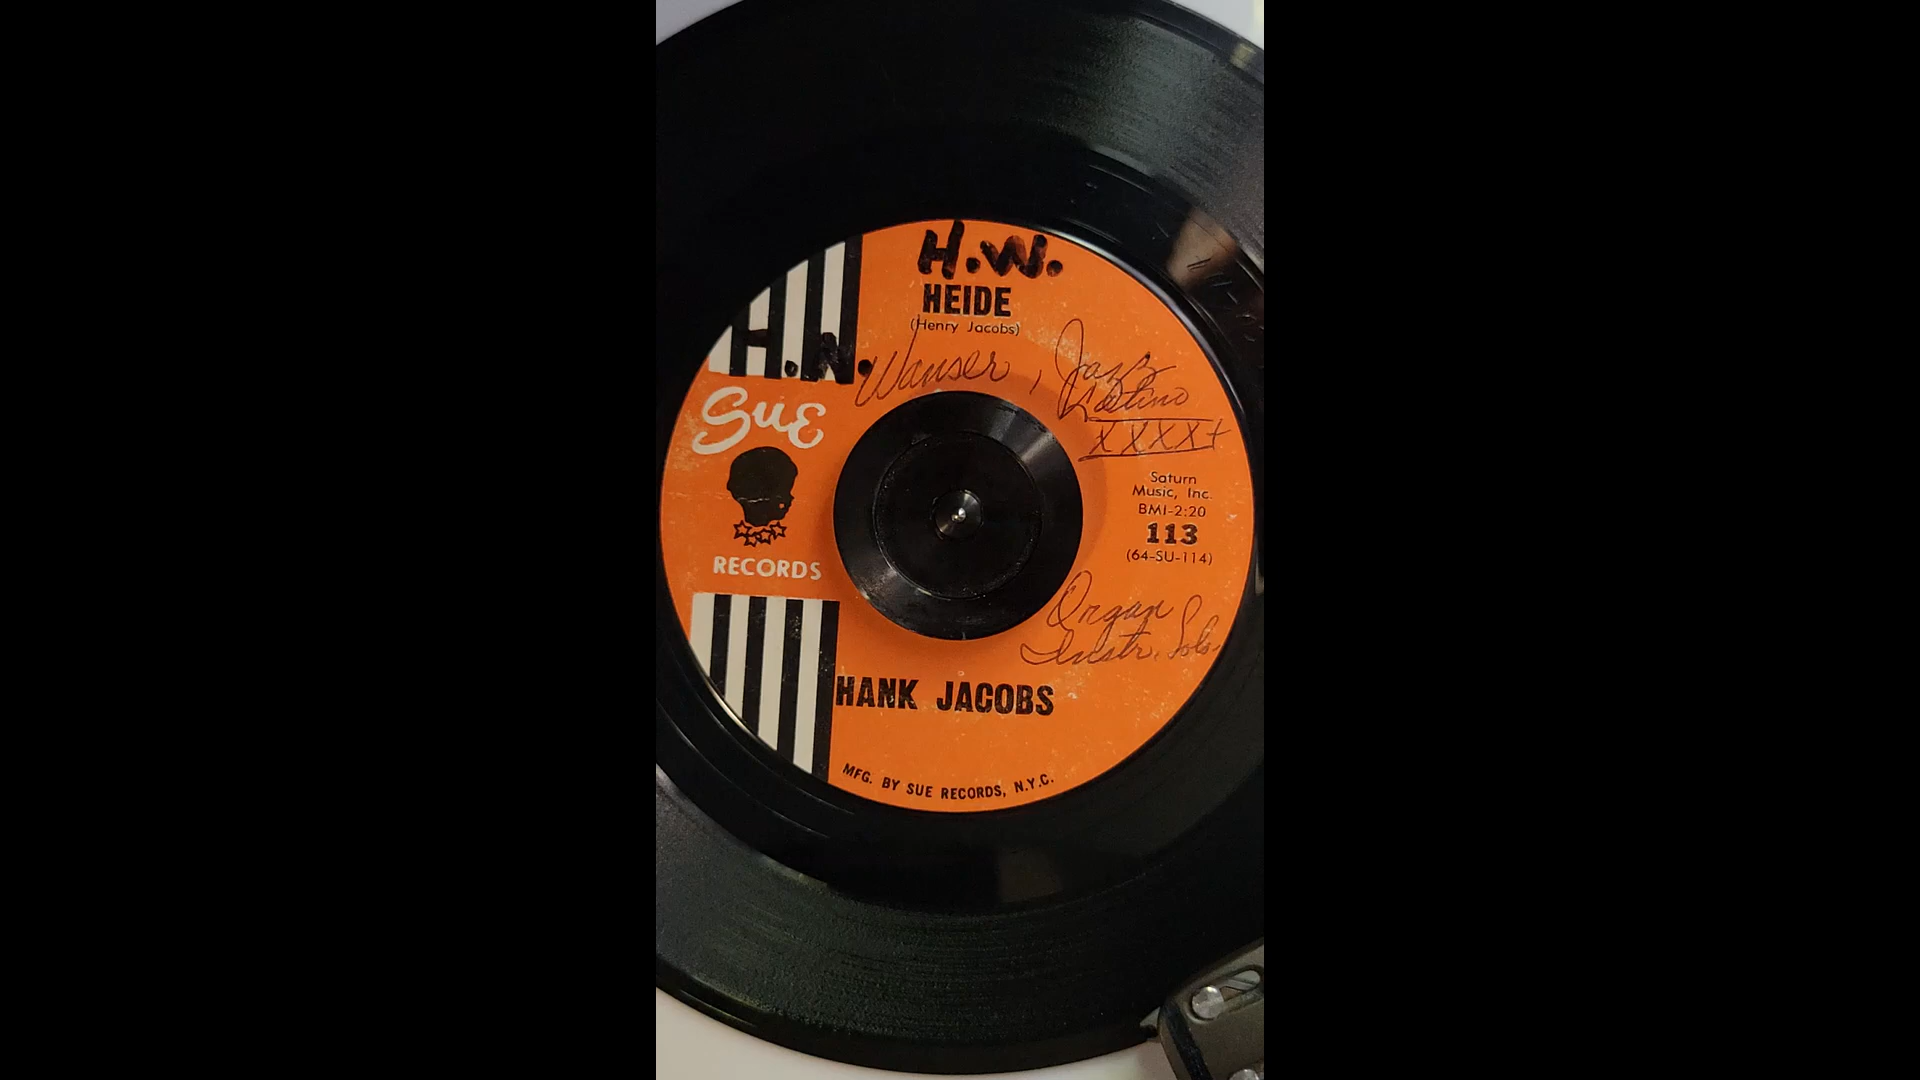 H.W.
HEIDE
(Henry Jacobs)
H.W.
Wanser, Jazz
Latino
XXXX+
Sue
RECORDS
Saturn
Music, Inc.
BMI-2:20
113
(64-SU-114)
Organ
Instr. Solo.
HANK JACOBS
MFG. BY SUE RECORDS, N.Y.C.